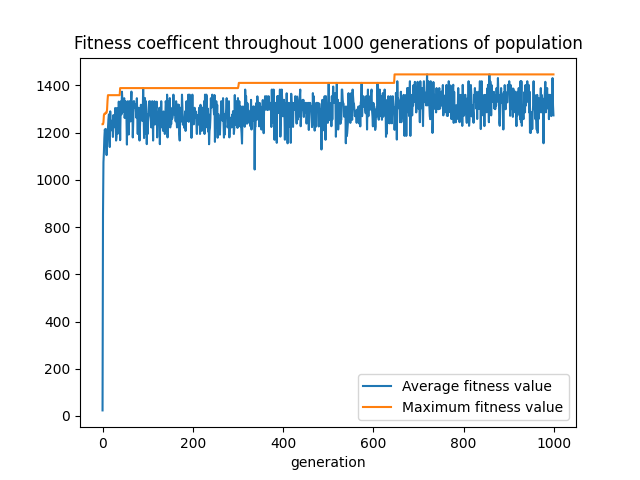 Fitness coefficent throughout 1000 generations of population
1400
1200
1000
800
600
400
200
0
0 200 400 600 800 1000
generation
Average fitness value
Maximum fitness value